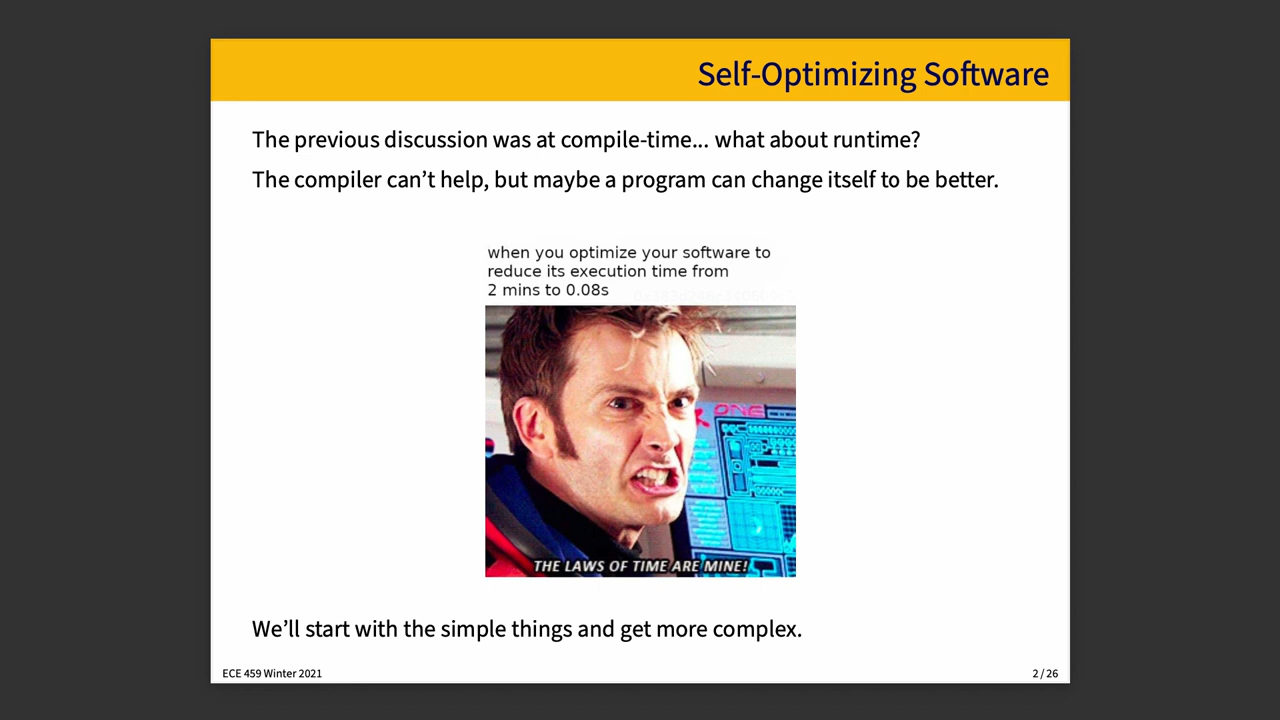 Self-Optimizing Software
The previous discussion was at compile-time... what about runtime?
The compiler can’t help, but maybe a program can change itself to be better.
when you optimize your software to
reduce its execution time from
2 mins to 0.08s
ONE
THE LAWS OF TIME ARE MINE!
We’ll start with the simple things and get more complex.
ECE 459 Winter 2021
2 / 26